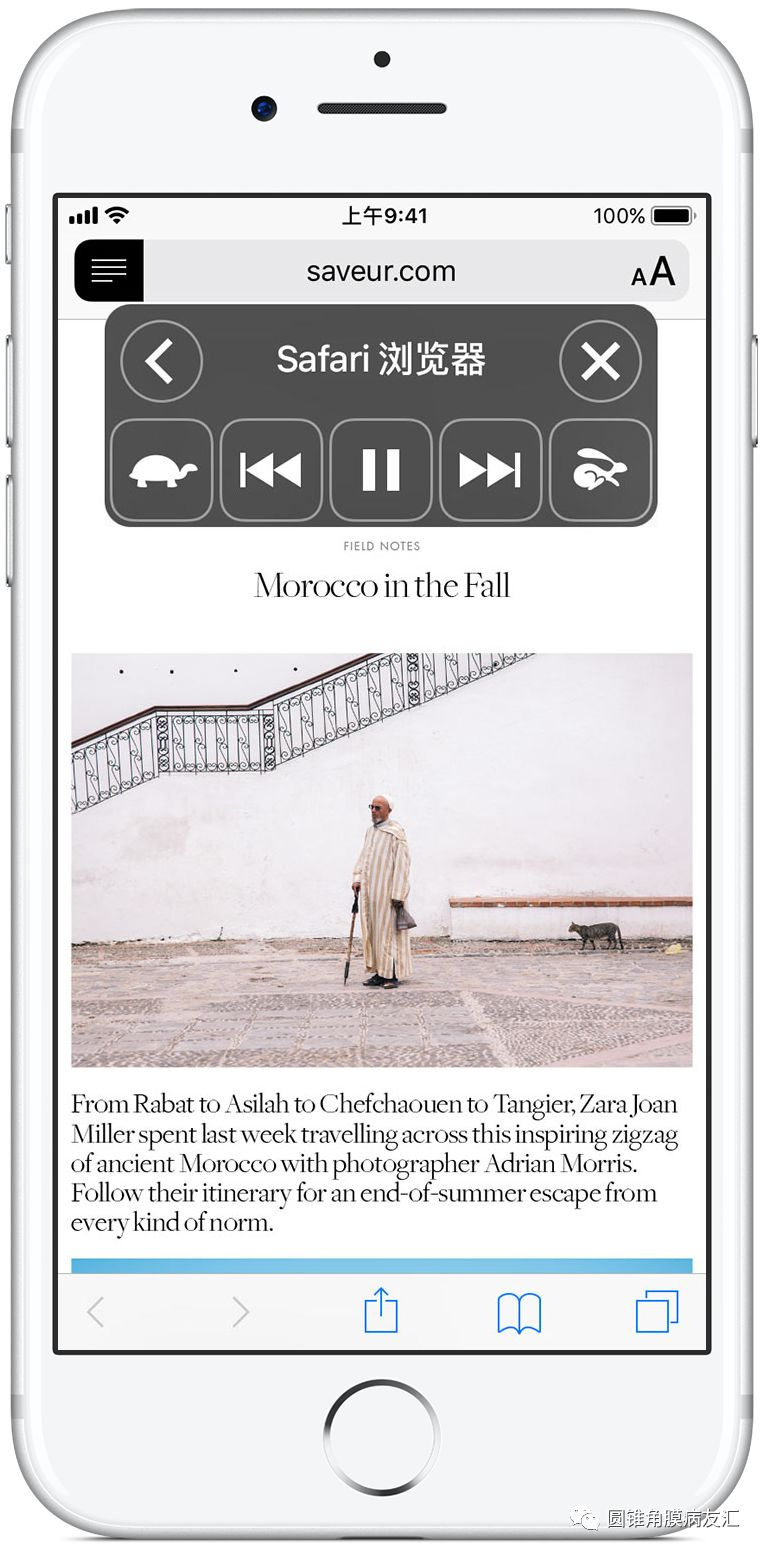 上午9:41
100%
saveur.com
AA
Safari 浏览器
FIELD NOTES
Morocco in the Fall
From Rabat to Asilah to Chefchaouen to Tangier, Zara Joan
Miller spent last week travelling across this inspiring zigzag
of ancient Morocco with photographer Adrian Morris.
Follow their itinerary for an end-of-summer escape from
every kind of norm.
圆锥角膜病友汇